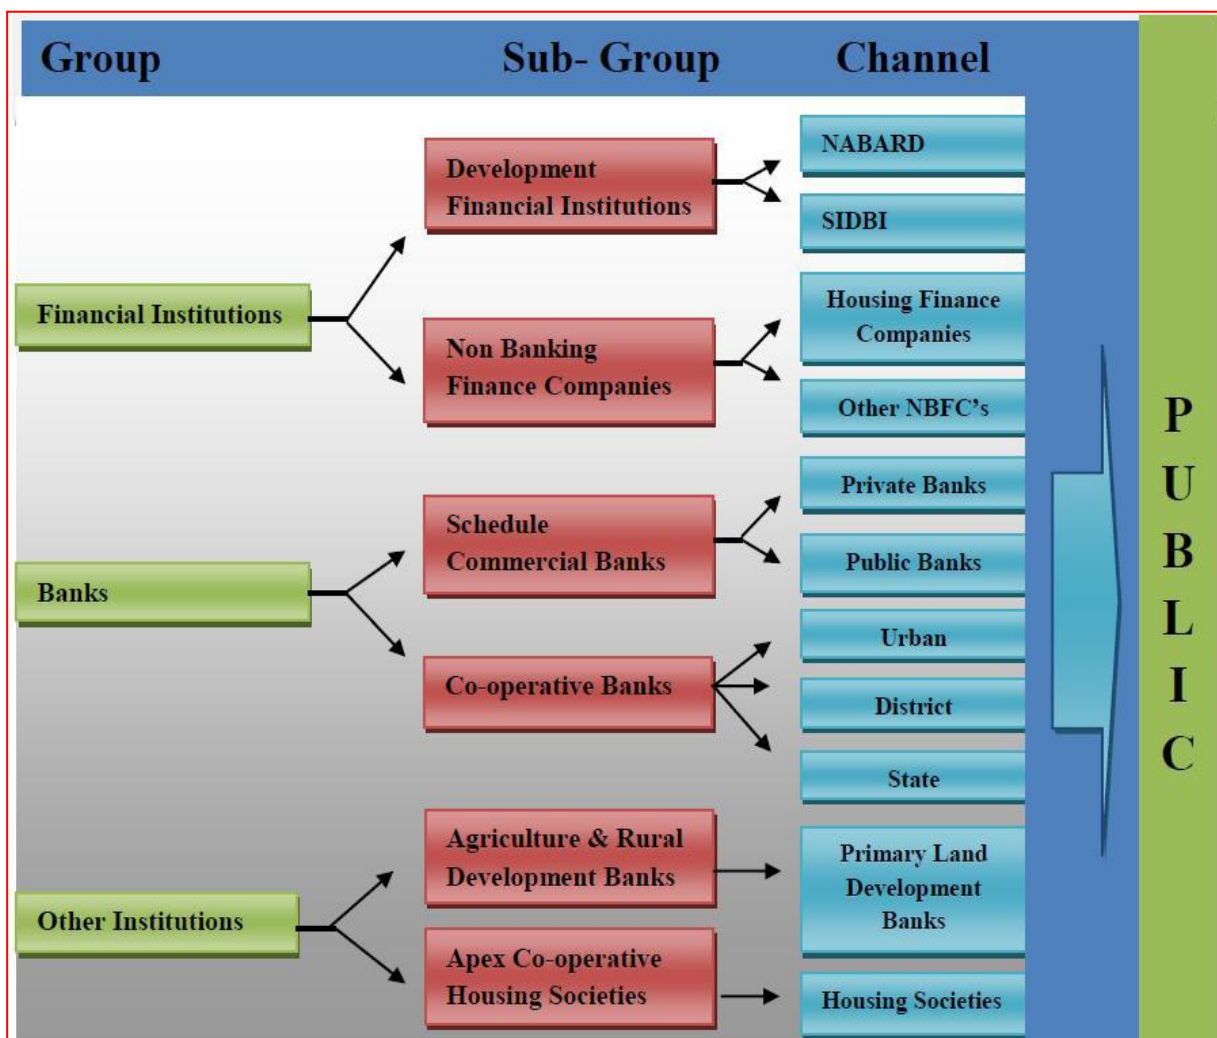 Group
Sub- Group
Channel
Financial Institutions
Development
Financial Institutions
NABARD
SIDBI
Non Banking
Finance Companies
Housing Finance
Companies
Other NBFC’s
Banks
Schedule
Commercial Banks
Private Banks
Public Banks
Co-operative Banks
Urban
District
State
Other Institutions
Agriculture & Rural
Development Banks
Primary Land
Development
Banks
Apex Co-operative
Housing Societies
Housing Societies
P
U
B
L
I
C